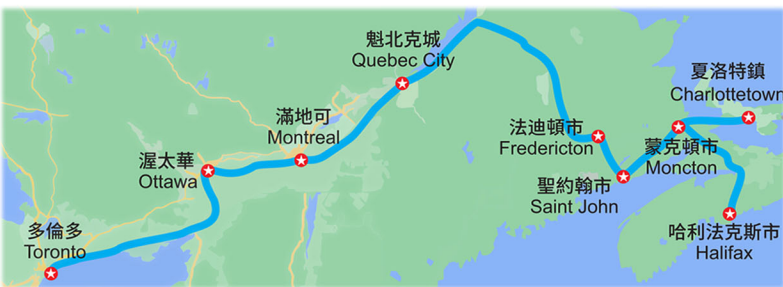 魁北克城
Quebec City
夏洛特鎮
Charlottetown
滿地可
Montreal
法迪頓市
Fredericton
蒙克頓市
Moncton
渥太華
Ottawa
聖約翰市
Saint John
多倫多
Toronto
哈利法克斯市
Halifax